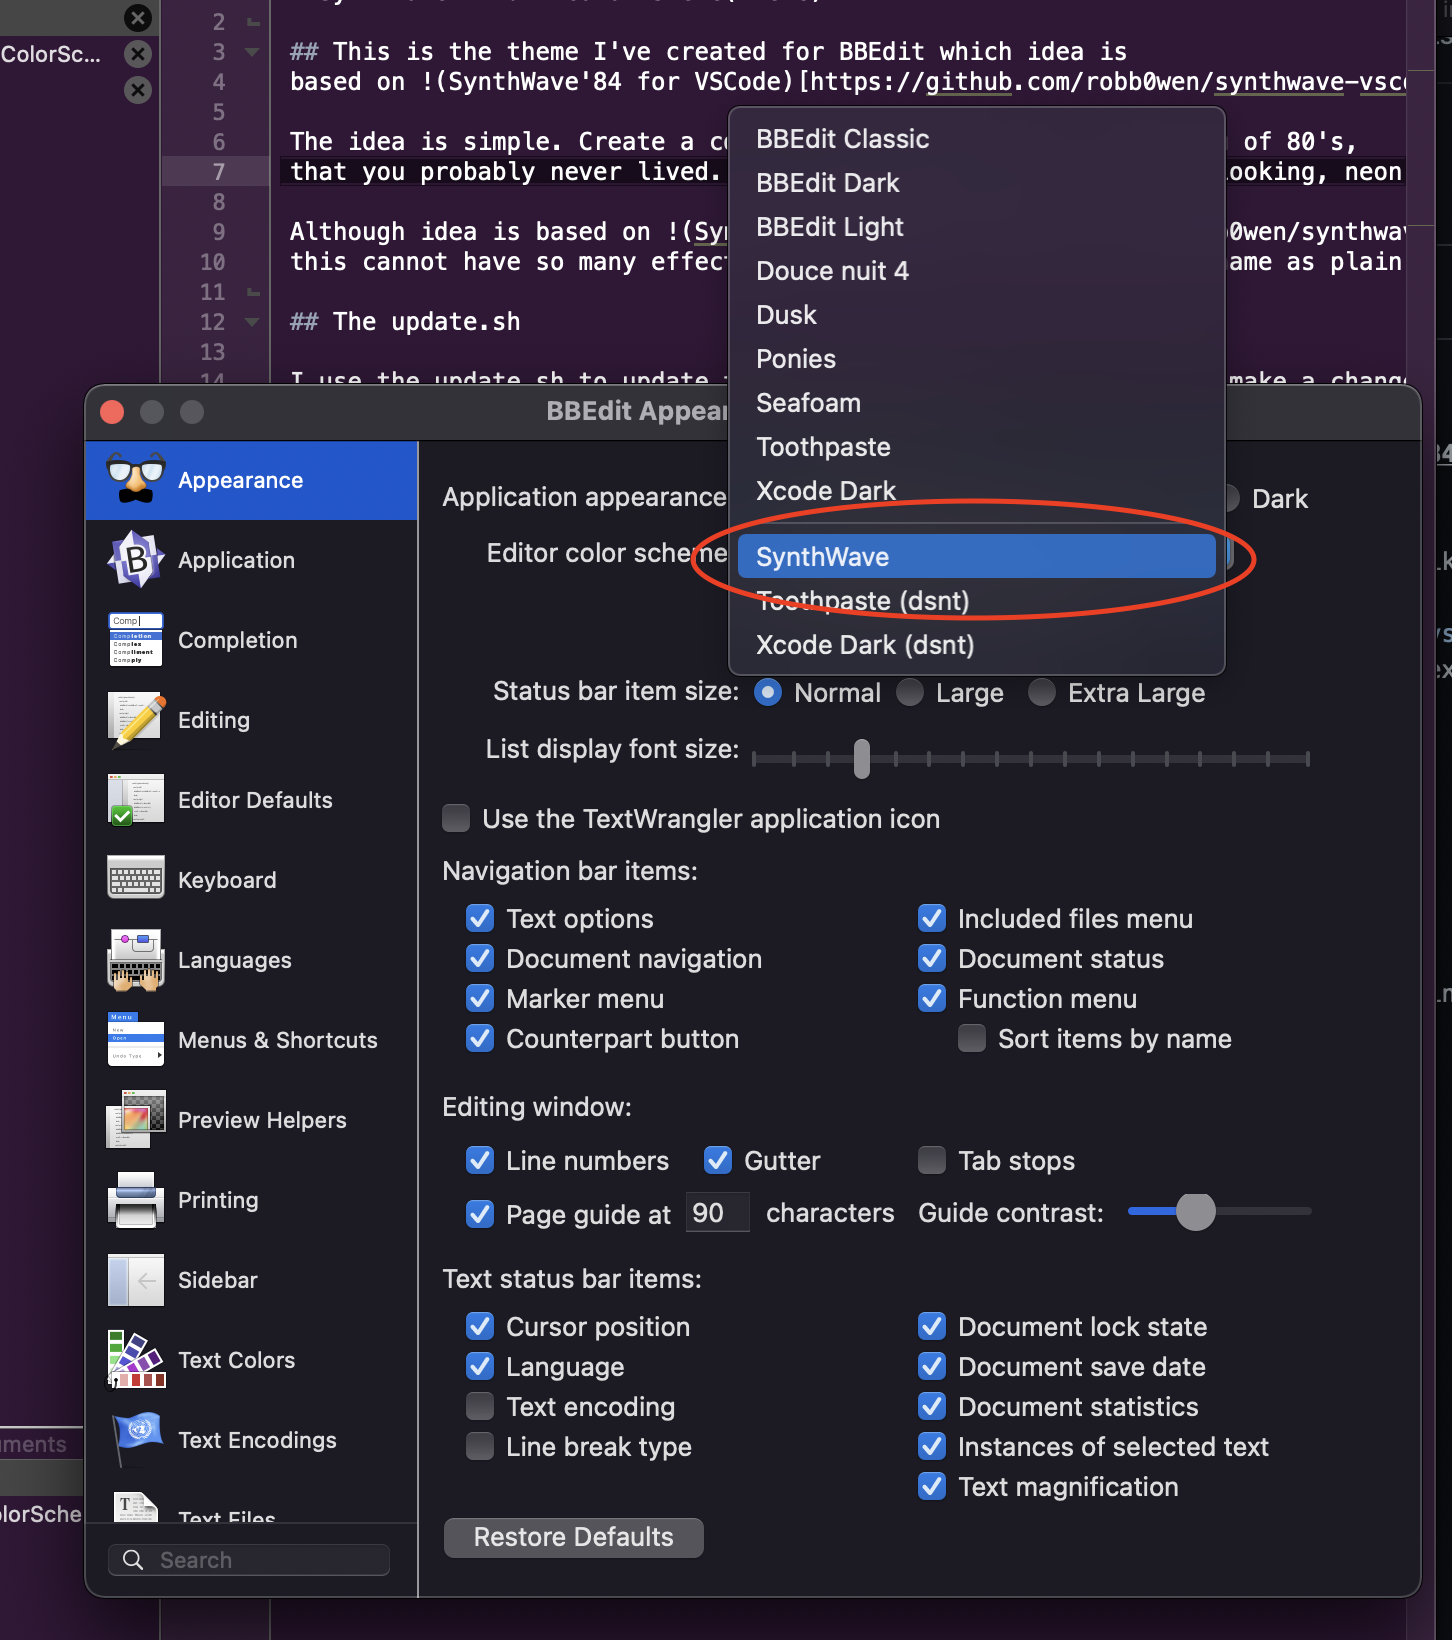 ColorSc...
2
3 ## This is the theme I've created for BBEdit which idea is
4 based on !(SynthWave'84 for VSCode)[https://github.com/robb0wen/synthwave-vsc
5
6 The idea is simple. Create a of 80's,
7 that you probably never lived. ooking, neon
8
9 Although idea is based on !(Sy b0wen/synthwav
10 this cannot have so many effec ame as plain
11
12 ## The update.sh
13
14 I use the update.sh to update make a chang
BBEdit Classic
BBEdit Dark
BBEdit Light
Douce nuit 4
Dusk
Ponies
Seafoam
Toothpaste
Xcode Dark
SynthWave
Toothpaste (dsnt)
Xcode Dark (dsnt)
BBEdit Appear
Appearance
Application
Completion
Editing
Editor Defaults
Keyboard
Languages
Menus & Shortcuts
Preview Helpers
Printing
Sidebar
Text Colors
Text Encodings
Text Files
Search
Application appearance
Dark
Editor color scheme
Status bar item size: Normal Large Extra Large
List display font size:
Use the TextWrangler application icon
Navigation bar items:
Text options
Included files menu
Document navigation
Document status
Marker menu
Function menu
Counterpart button
Sort items by name
Editing window:
Line numbers Gutter Tab stops
Page guide at 90 characters Guide contrast:
Text status bar items:
Cursor position
Document lock state
Language
Document save date
Text encoding
Document statistics
Line break type
Instances of selected text
Text magnification
Restore Defaults
uments
olorSche